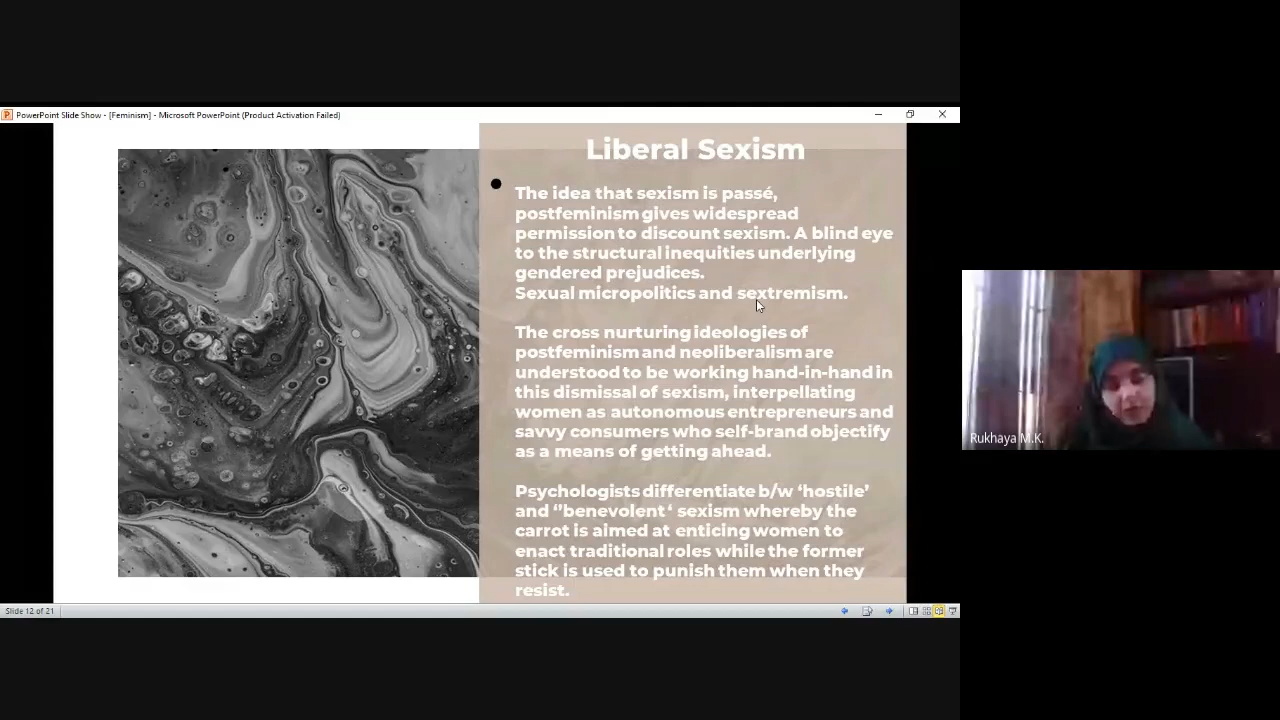 PowerPoint Slide Show - [Feminism] - Microsoft PowerPoint (Product Activation Failed)
Liberal Sexism
The idea that sexism is passé,
postfeminism gives widespread
permission to discount sexism. A blind eye
to the structural inequities underlying
gendered prejudices.
Sexual micropolitics and sextremism.
The cross nurturing ideologies of
postfeminism and neoliberalism are
understood to be working hand-in-hand in
this dismissal of sexism, interpellating
women as autonomous entrepreneurs and
savvy consumers who self-brand objectify
as a means of getting ahead.
Psychologists differentiate b/w ‘hostile’
and ‘’benevolent‘ sexism whereby the
carrot is aimed at enticing women to
enact traditional roles while the former
stick is used to punish them when they
resist.
Rukhaya M.K.
Slide 12 of 21